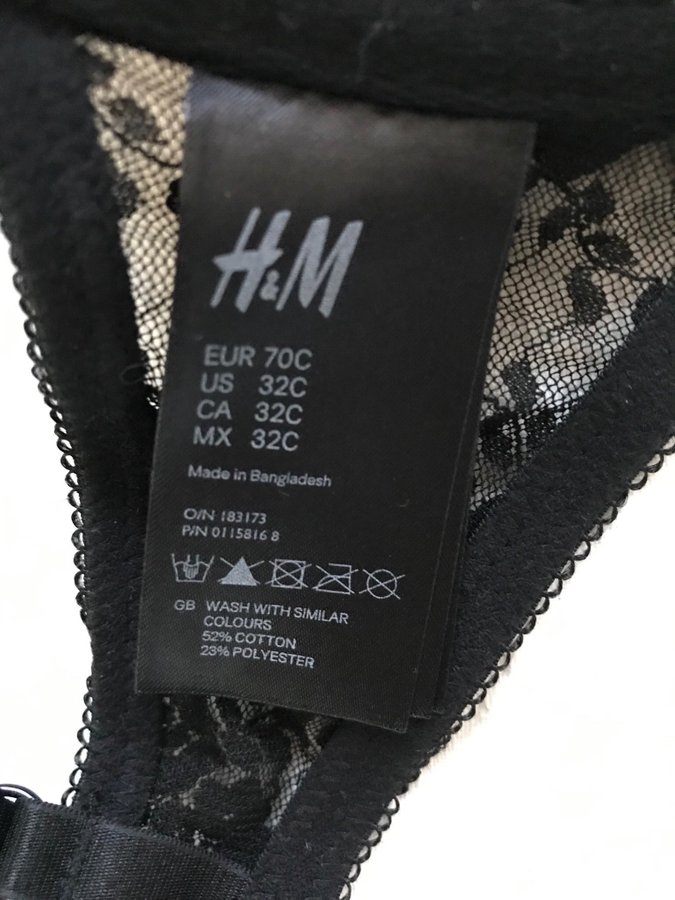 H&M
EUR 70C
US 32C
CA 32C
MX 32C
Made in Bangladesh
O/N 183173
P/N 0115816 8
GB WASH WITH SIMILAR
COLOURS
52% COTTON
23% POLYESTER